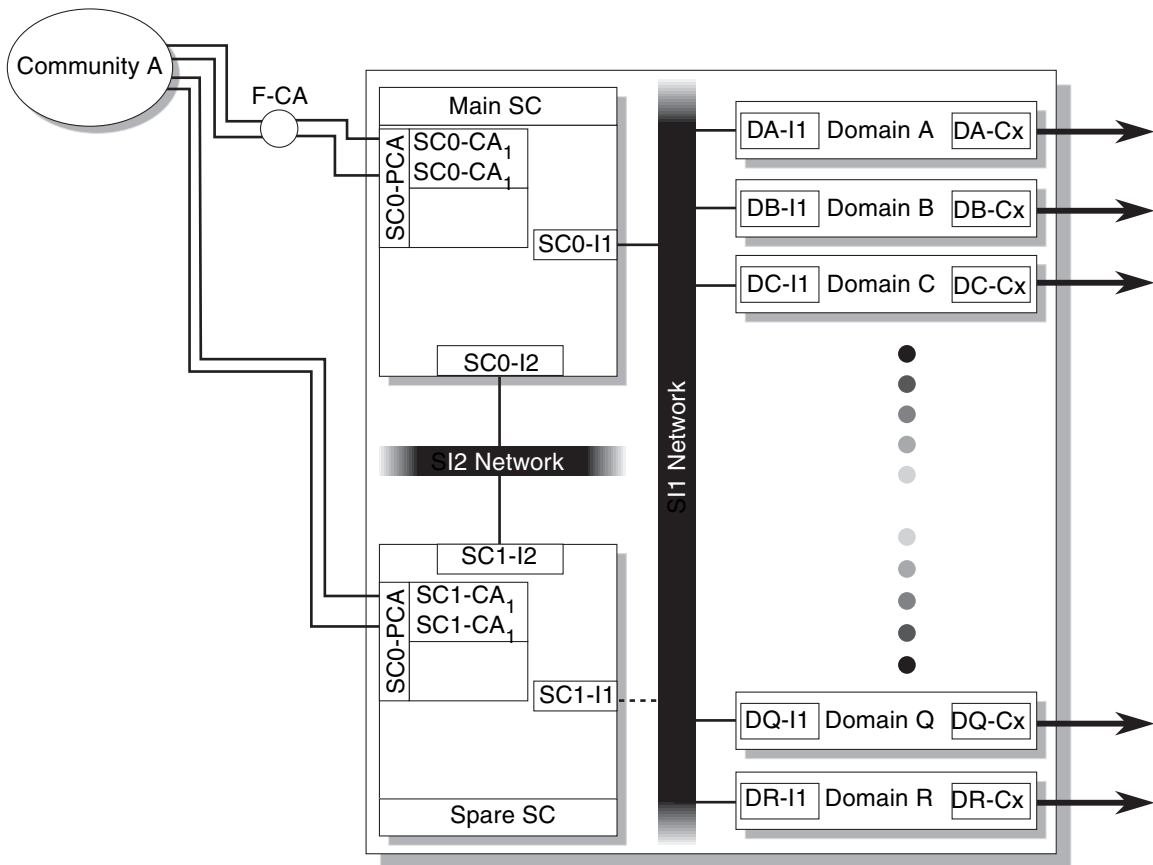 Community A
F-CA
Main SC
SC0-PCA
SC0-CA1
SC0-CA1
SC0-I1
SC0-I2
SI2 Network
SC1-I2
SC0-PCA
SC1-CA1
SC1-CA1
SC1-I1
Spare SC
SI1 Network
DA-I1 Domain A DA-Cx
DB-I1 Domain B DB-Cx
DC-I1 Domain C DC-Cx
DQ-I1 Domain Q DQ-Cx
DR-I1 Domain R DR-Cx